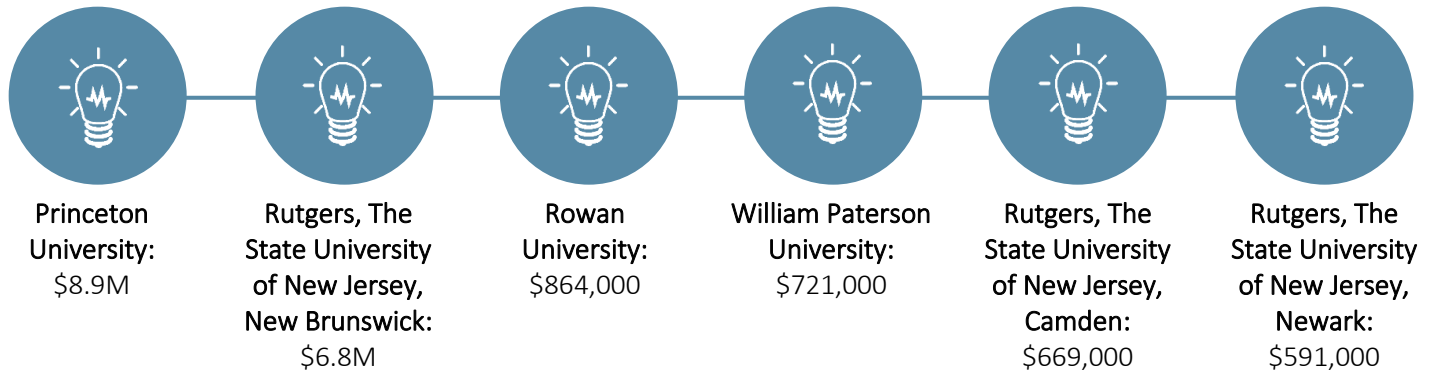 Princeton
University:
$8.9M
Rutgers, The
State University
of New Jersey,
New Brunswick:
$6.8M
Rowan
University:
$864,000
William Paterson
University:
$721,000
Rutgers, The
State University
of New Jersey,
Camden:
$669,000
Rutgers, The
State University
of New Jersey,
Newark:
$591,000